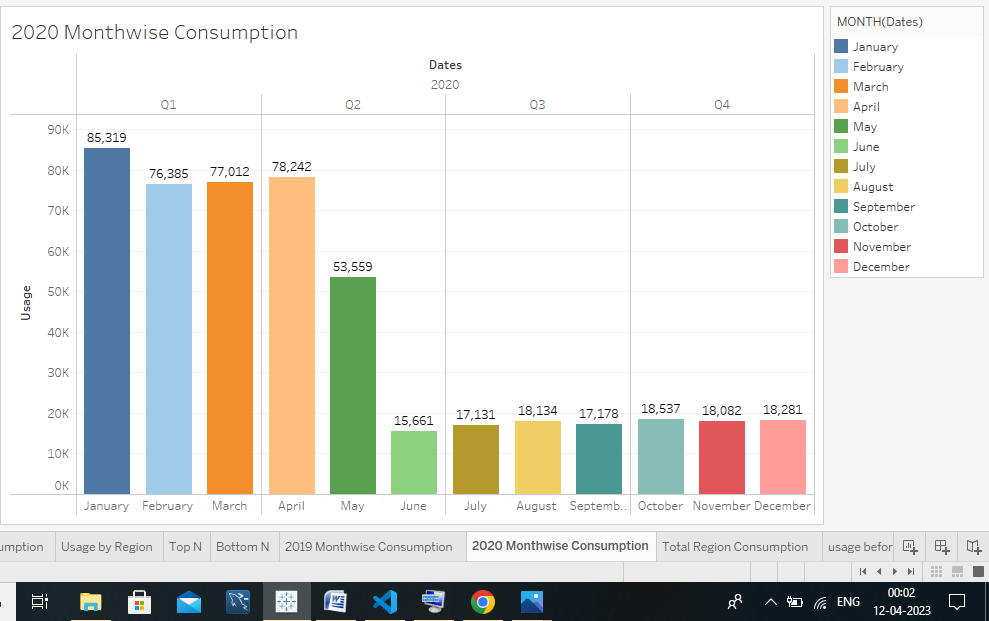 2020 Monthwise Consumption
Dates
2020
Q1 Q2 Q3 Q4
Usage
90K
80K
70K
60K
50K
40K
30K
20K
10K
0K
85,319
76,385
77,012
78,242
53,559
15,661
17,131
18,134
17,178
18,537
18,082
18,281
January February March April May June July August Septemb.. October November December
MONTH(Dates)
January
February
March
April
May
June
July
August
September
October
November
December
umption Usage by Region Top N Bottom N 2019 Monthwise Consumption 2020 Monthwise Consumption Total Region Consumption usage befor
ENG
00:02
12-04-2023